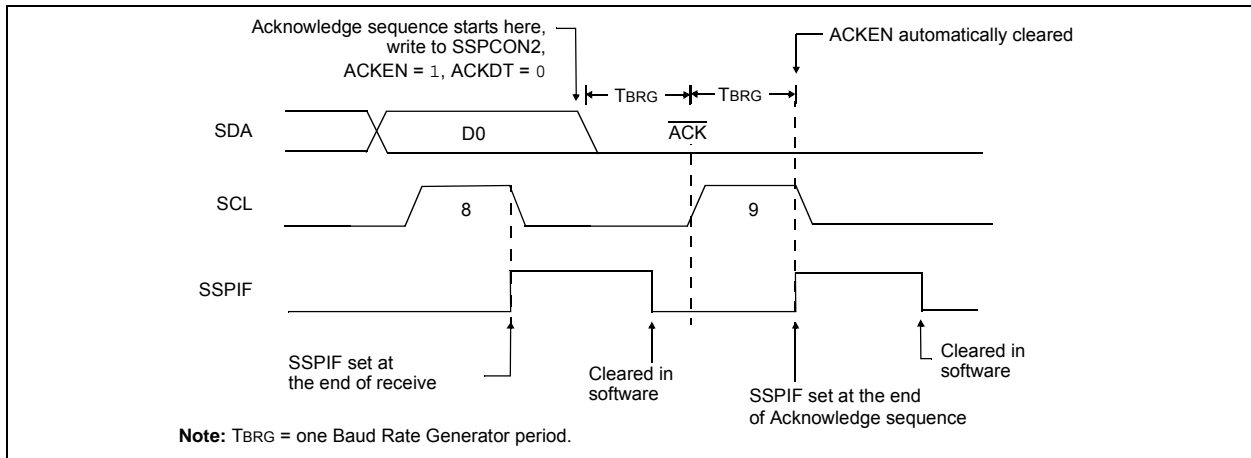 Acknowledge sequence starts here,
write to SSPCON2,
ACKEN = 1, ACKDT = 0
ACKEN automatically cleared
TBRG
TBRG
SDA
D0
ACK
SCL
8
9
SSPIF
SSPIF set at
the end of receive
Cleared in
software
SSPIF set at the end
of Acknowledge sequence
Cleared in
software
Note: TBRG = one Baud Rate Generator period.